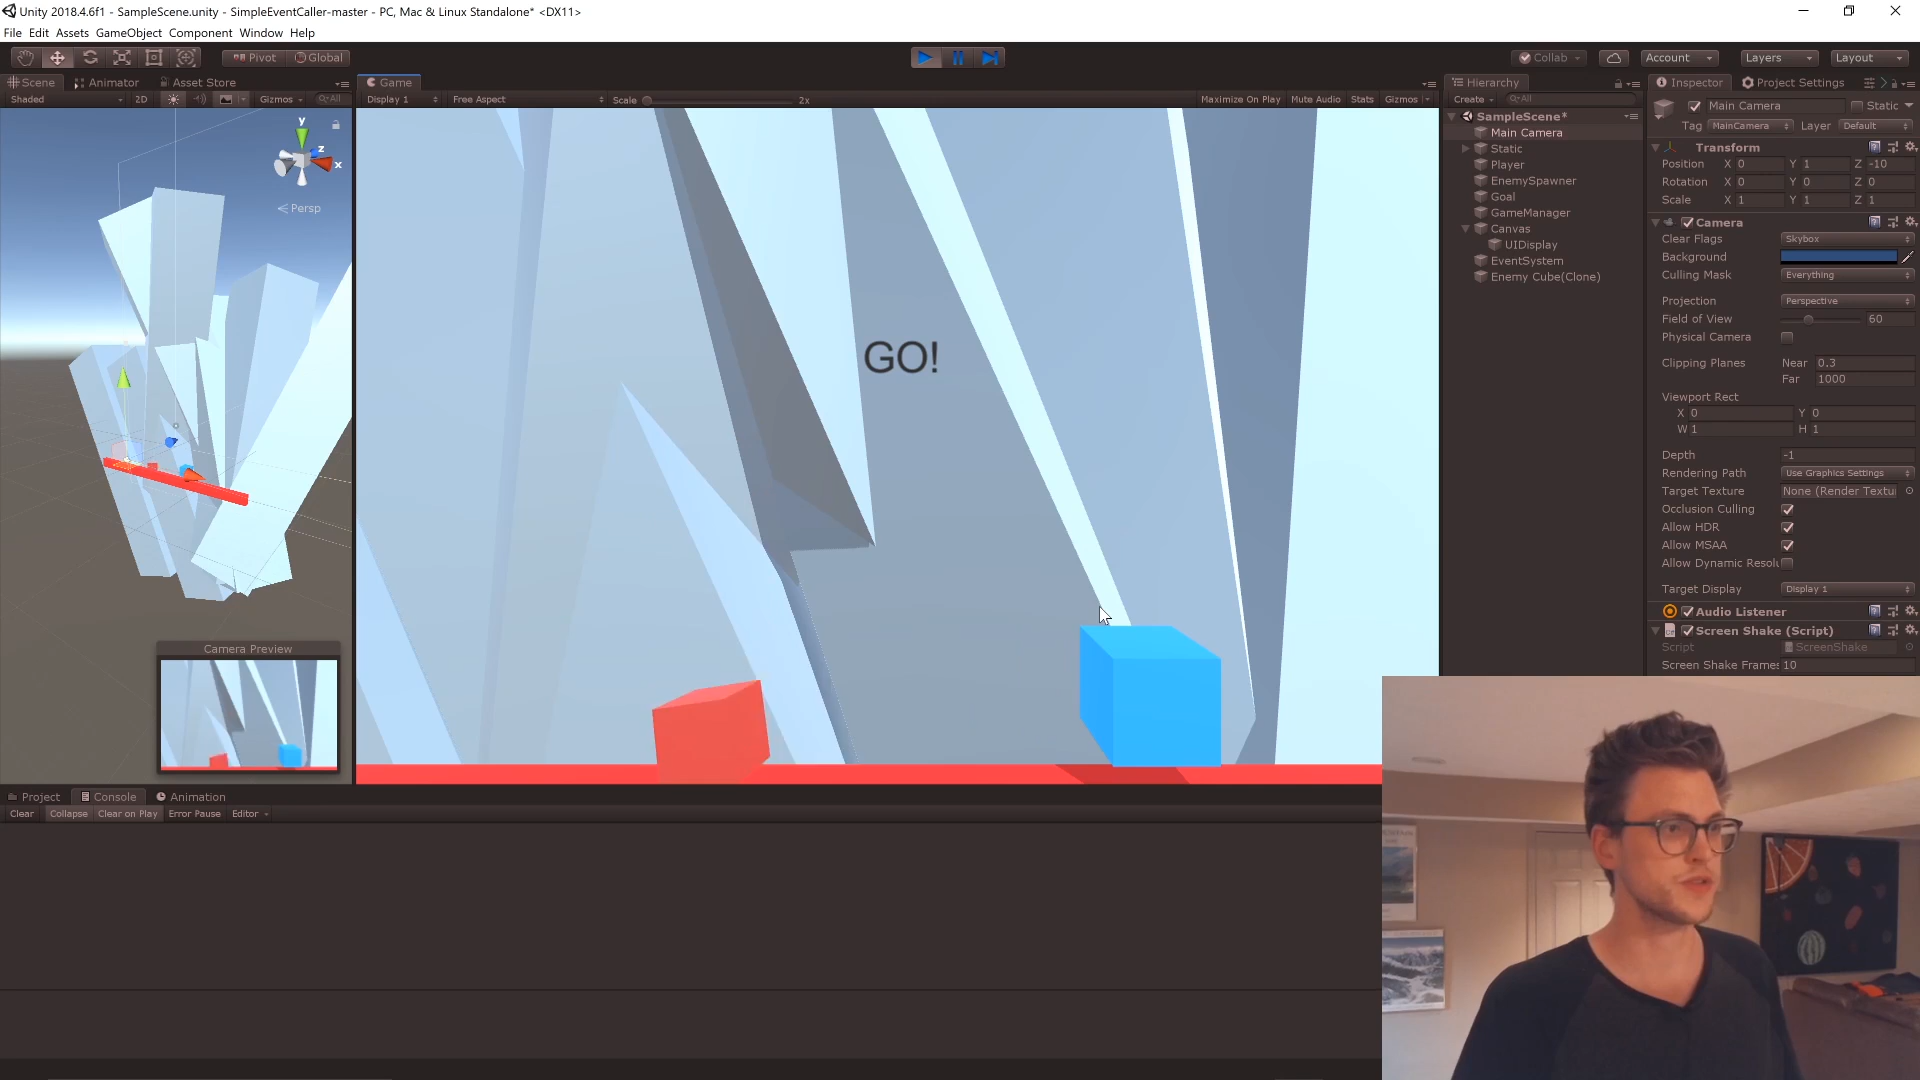 Unity 2018.4.6f1 - SampleScene.unity - SimpleEventCaller-master - PC, Mac & Linux Standalone* <DX11>
File Edit Assets GameObject Component Window Help
Pivot Global Collab Account Layers Layout
Scene Animator Asset Store Game Hierarchy Inspector Project Settings
Shaded 2D Gizmos All Display 1 Free Aspect Scale 2x Maximize On Play Mute Audio Stats Gizmos Create All
Main Camera Static
Tag MainCamera Layer Default
SampleScene*
Main Camera
Static
Player
EnemySpawner
Goal
GameManager
Canvas
UIDisplay
EventSystem
Enemy Cube(Clone)
y
z
x
Persp
GO!
Camera Preview
Transform
Position X 0 Y 1 Z -10
Rotation X 0 Y 0 Z 0
Scale X 1 Y 1 Z 1
Camera
Clear Flags Skybox
Background
Culling Mask Everything
Projection Perspective
Field of View 60
Physical Camera
Clipping Planes Near 0.3
Far 1000
Viewport Rect
X 0 Y 0
W 1 H 1
Depth -1
Rendering Path Use Graphics Settings
Target Texture None (Render Textu
Occlusion Culling
Allow HDR
Allow MSAA
Allow Dynamic Resolu
Target Display Display 1
Audio Listener
Screen Shake (Script)
Script ScreenShake
Screen Shake Frames 10
Project Console Animation
Clear Collapse Clear on Play Error Pause Editor